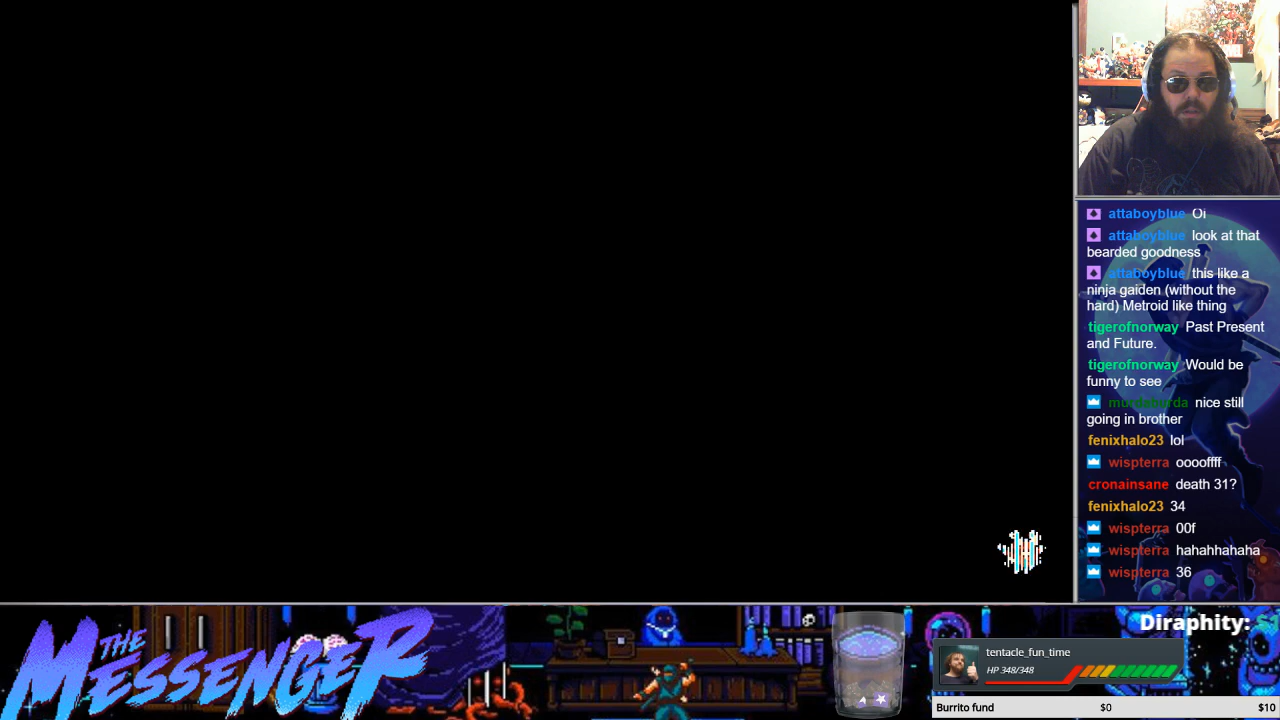 attaboyblue Oi
attaboyblue look at that
bearded goodness
attaboyblue this like a
ninja gaiden (without the
hard) Metroid like thing
tigerofnorway Past Present
and Future.
tigerofnorway Would be
funny to see
murdaburda nice still
going in brother
fenixhalo23 lol
wispterra ooooffff
cronainsane death 31?
fenixhalo23 34
wispterra 00f
wispterra hahahhahaha
wispterra 36
THE
MESSENGER
Diraphity:
tentacle_fun_time
HP 348/348
Burrito fund $0 $10